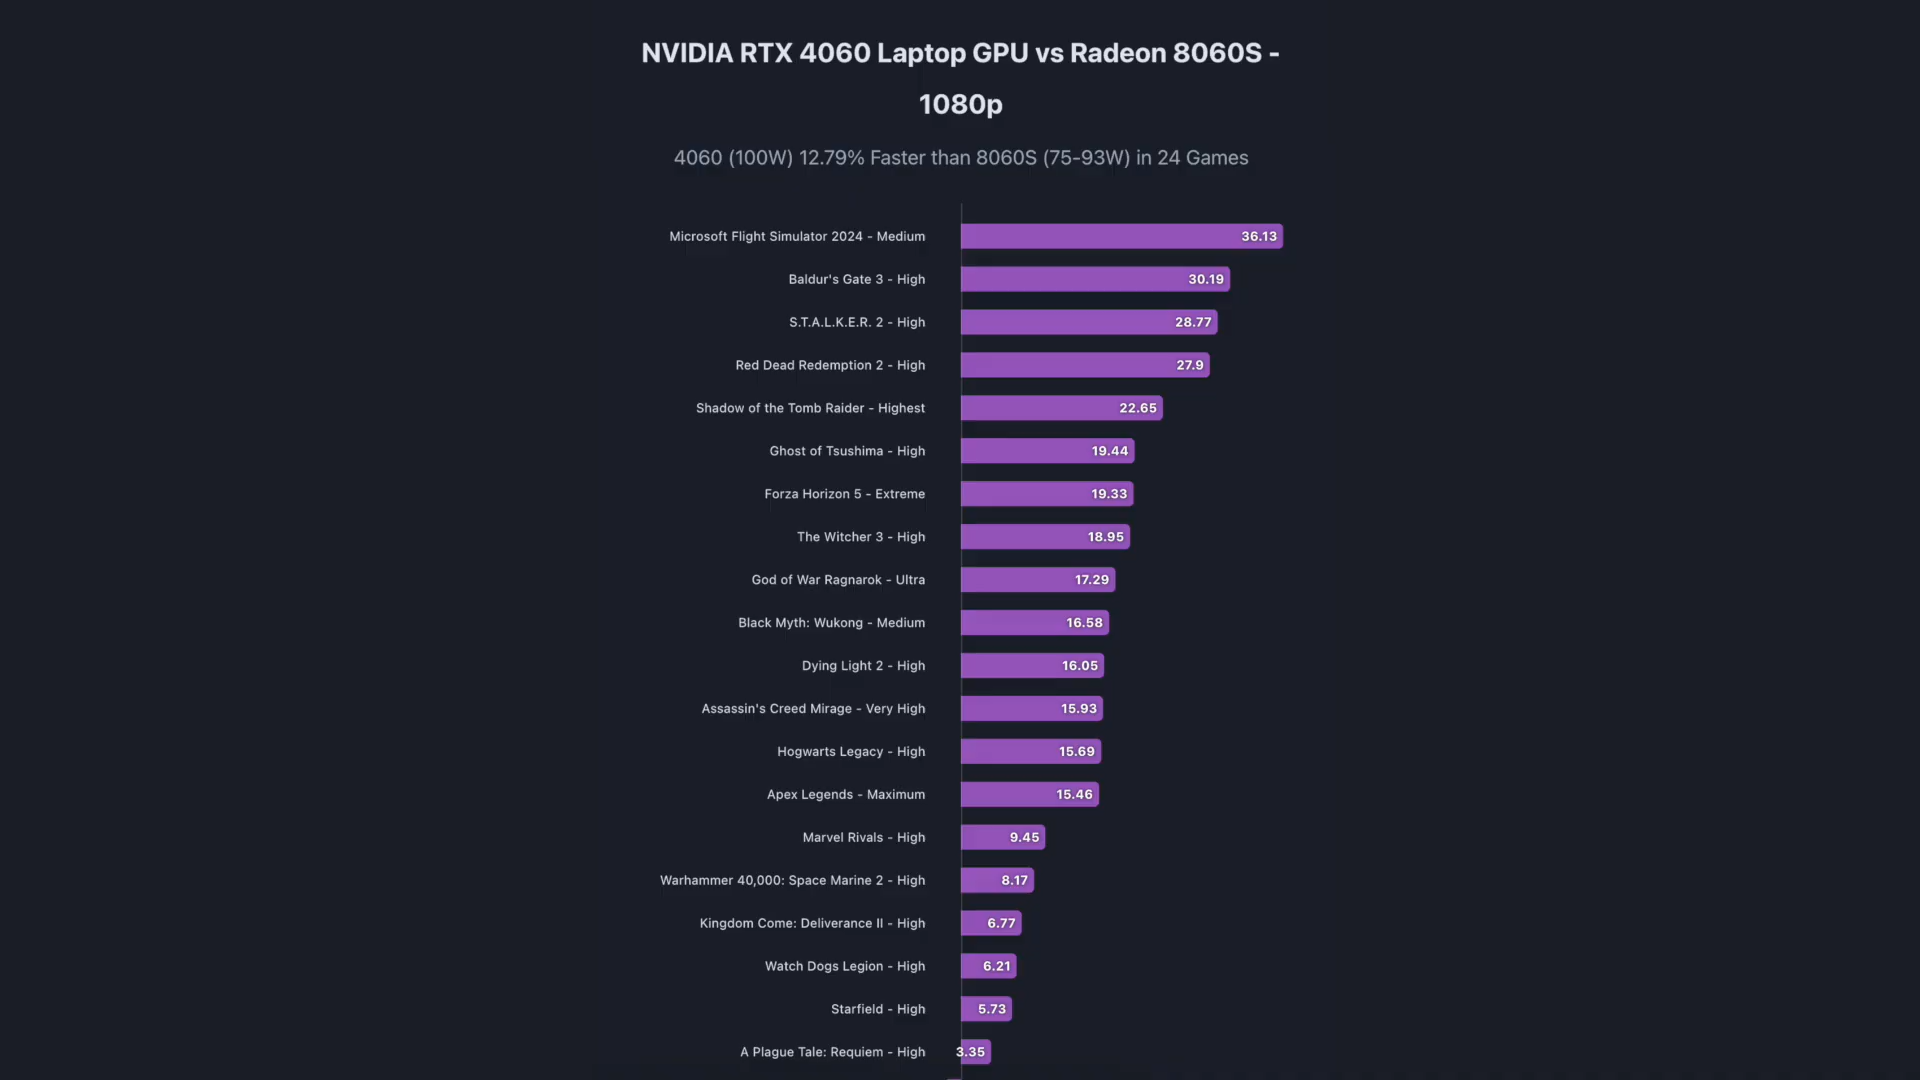 NVIDIA RTX 4060 Laptop GPU vs Radeon 8060S -
1080p
4060 (100W) 12.79% Faster than 8060S (75-93W) in 24 Games
Microsoft Flight Simulator 2024 - Medium 36.13
Baldur's Gate 3 - High 30.19
S.T.A.L.K.E.R. 2 - High 28.77
Red Dead Redemption 2 - High 27.9
Shadow of the Tomb Raider - Highest 22.65
Ghost of Tsushima - High 19.44
Forza Horizon 5 - Extreme 19.33
The Witcher 3 - High 18.95
God of War Ragnarok - Ultra 17.29
Black Myth: Wukong - Medium 16.58
Dying Light 2 - High 16.05
Assassin's Creed Mirage - Very High 15.93
Hogwarts Legacy - High 15.69
Apex Legends - Maximum 15.46
Marvel Rivals - High 9.45
Warhammer 40,000: Space Marine 2 - High 8.17
Kingdom Come: Deliverance II - High 6.77
Watch Dogs Legion - High 6.21
Starfield - High 5.73
A Plague Tale: Requiem - High 3.35